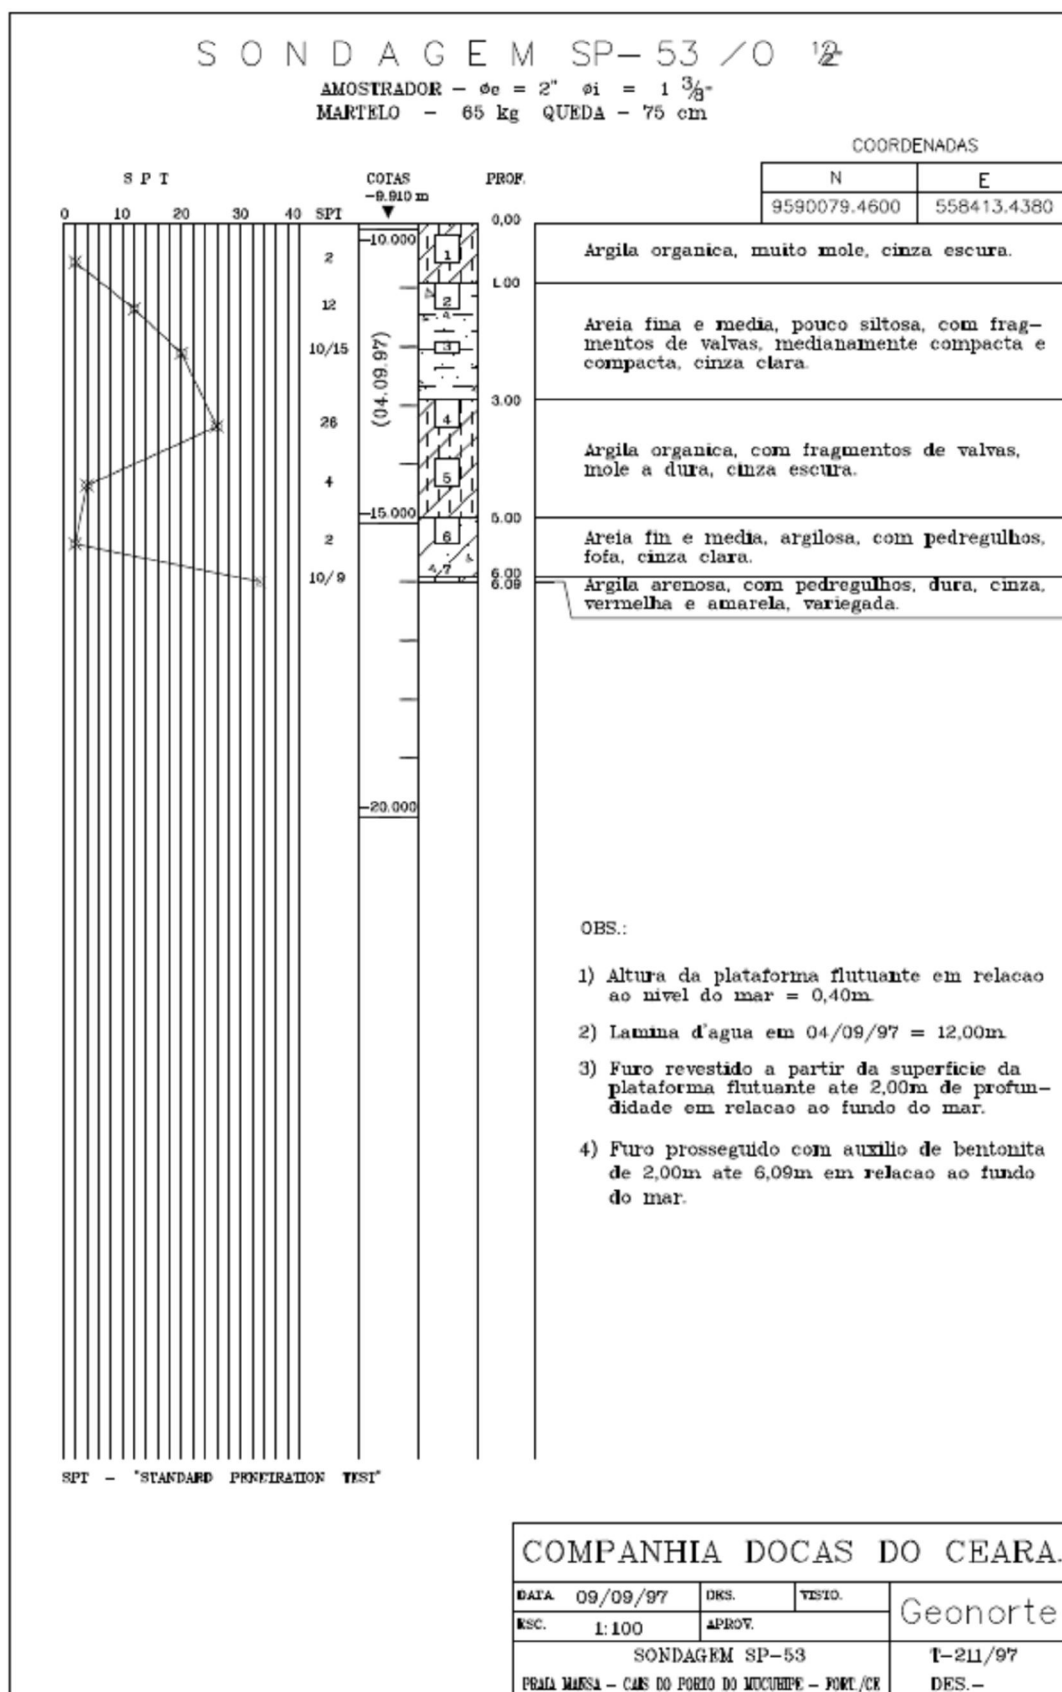 SONDAGEM SP-53 /O 12
AMOSTRADOR - øe = 2" øi = 1 3/8"
MARTELO - 65 kg QUEDA - 75 cm
COORDENADAS
N E
9590079.4600 558413.4380
S P T
COTAS
-9.910 m
PROF.
0 10 20 30 40 SPT
0,00
-10.000
2
1
Argila organica, muito mole, cinza escura.
1.00
12
2
10/15
3
(04.09.97)
Areia fina e media, pouco siltosa, com frag-
mentos de valvas, medianamente compacta e
compacta, cinza clara.
3.00
26
4
4
5
Argila organica, com fragmentos de valvas,
mole a dura, cinza escura.
-15.000
5.00
2
6
Areia fin e media, argilosa, com pedregulhos,
fofa, cinza clara.
10/9
7
6.00
6.09
Argila arenosa, com pedregulhos, dura, cinza,
vermelha e amarela, variegada.
-20.000
OBS.:
1) Altura da plataforma flutuante em relacao
ao nivel do mar = 0,40m
2) Lamina d'agua em 04/09/97 = 12,00m
3) Furo revestido a partir da superficie da
plataforma flutuante ate 2,00m de profun-
didade em relacao ao fundo do mar.
4) Furo prosseguido com auxilio de bentonita
de 2,00m ate 6,09m em relacao ao fundo
do mar.
SPT - "STANDARD PENETRATION TEST"
COMPANHIA DOCAS DO CEARA.
DATA 09/09/97 DES. VISTO.
Geonorte
ESC. 1:100 APROV.
SONDAGEM SP-53
T-211/97
PRAIA MANSA - CAIS DO PORTO DO MUCURIPE - FORT./CE
DES.-